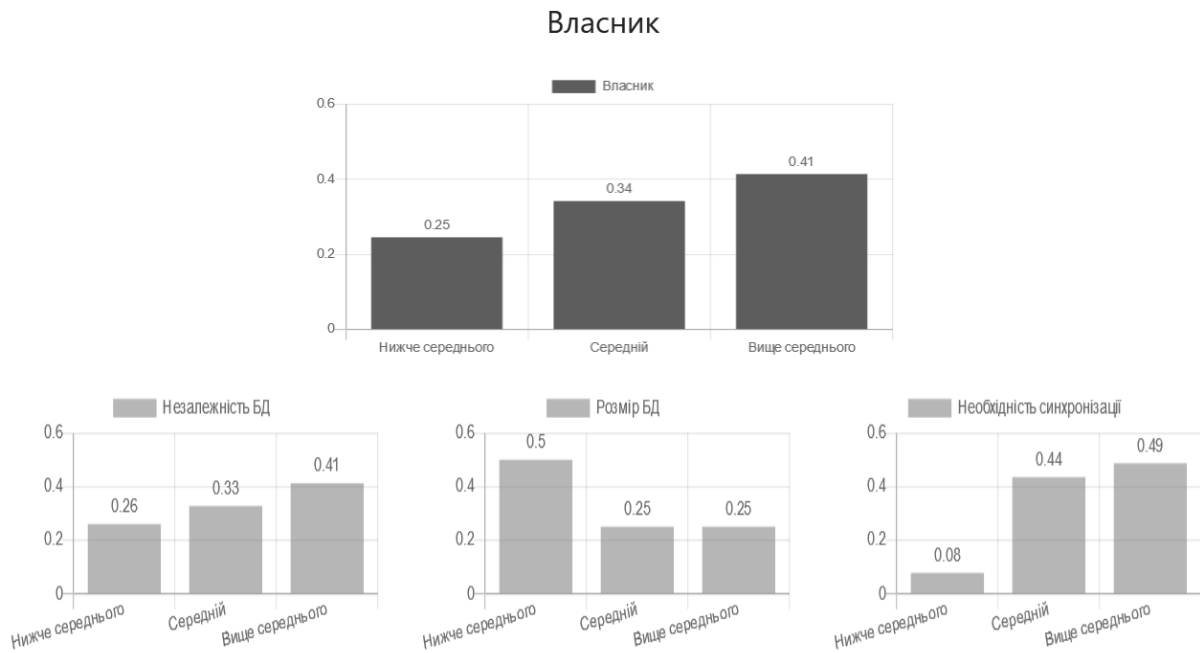 Власник
Власник
0.6
0.4
0.2
0
0.25
0.34
0.41
Нижче середнього
Середній
Вище середнього
Незалежність БД
0.6
0.4
0.2
0
0.26
0.33
0.41
Нижче середнього
Середній
Вище середнього
Розмір БД
0.6
0.4
0.2
0
0.5
0.25
0.25
Нижче середнього
Середній
Вище середнього
Необхідність синхронізації
0.6
0.4
0.2
0
0.08
0.44
0.49
Нижче середнього
Середній
Вище середнього